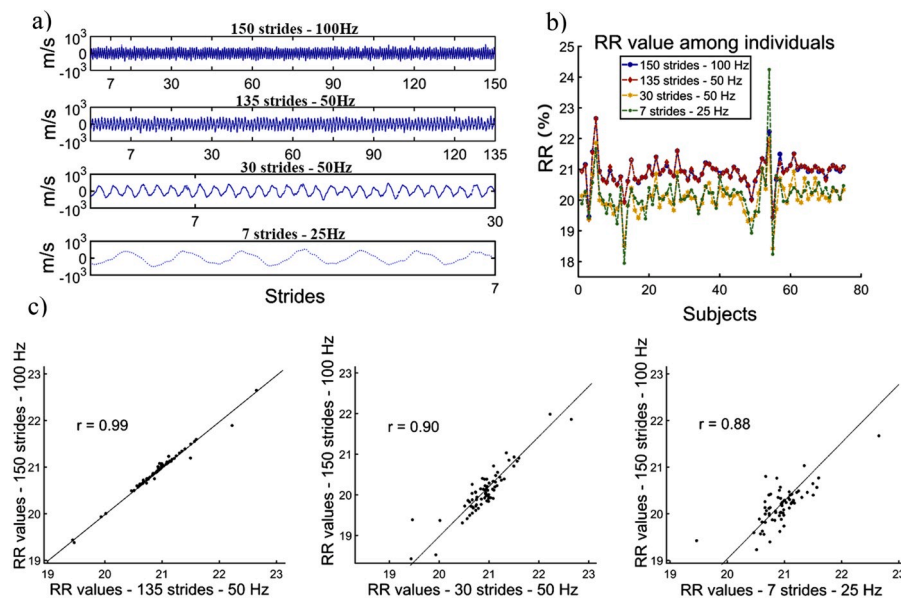 a)
150 strides - 100Hz
m/s
10³
0
-10³
7 30 60 90 120 150
135 strides - 50Hz
m/s
10³
0
-10³
7 30 60 90 120 135
30 strides - 50Hz
m/s
10³
0
-10³
7 30
7 strides - 25Hz
m/s
10³
0
-10³
7
Strides
b)
RR value among individuals
150 strides - 100 Hz
135 strides - 50 Hz
30 strides - 50 Hz
7 strides - 25 Hz
RR (%)
25
24
23
22
21
20
19
18
0 20 40 60 80
Subjects
c)
RR values - 150 strides - 100 Hz
23
22
21
20
19
r = 0.99
19 20 21 22 23
RR values - 135 strides - 50 Hz
RR values - 150 strides - 100 Hz
23
22
21
20
19
r = 0.90
19 20 21 22 23
RR values - 30 strides - 50 Hz
RR values - 150 strides - 100 Hz
23
22
21
20
19
r = 0.88
19 20 21 22 23
RR values - 7 strides - 25 Hz